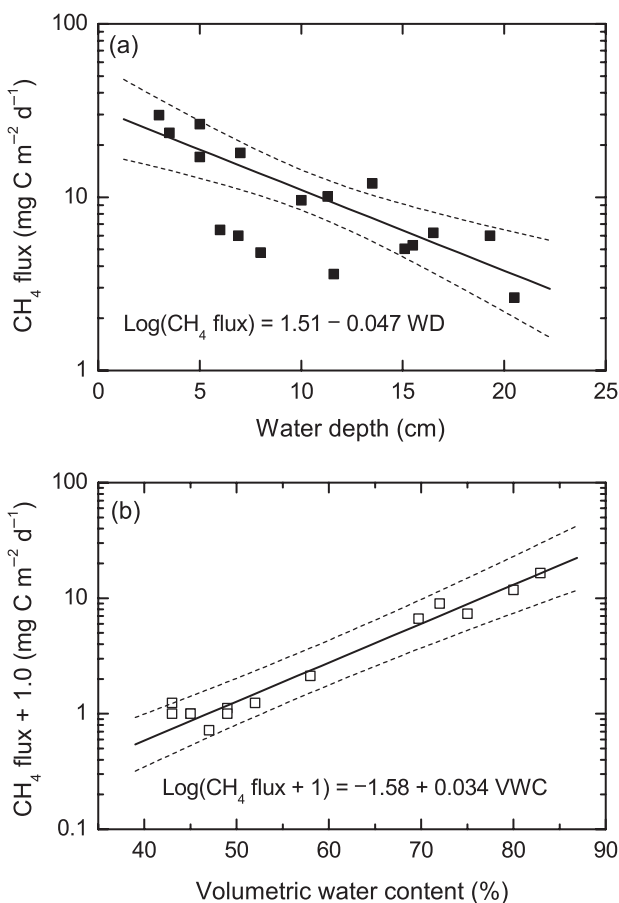 100
(a)
10
1
CH₄ flux (mg C m⁻² d⁻¹)
Log(CH₄ flux) = 1.51 − 0.047 WD
0 5 10 15 20 25
Water depth (cm)
100
(b)
10
1
0.1
CH₄ flux + 1.0 (mg C m⁻² d⁻¹)
Log(CH₄ flux + 1) = −1.58 + 0.034 VWC
40 50 60 70 80 90
Volumetric water content (%)